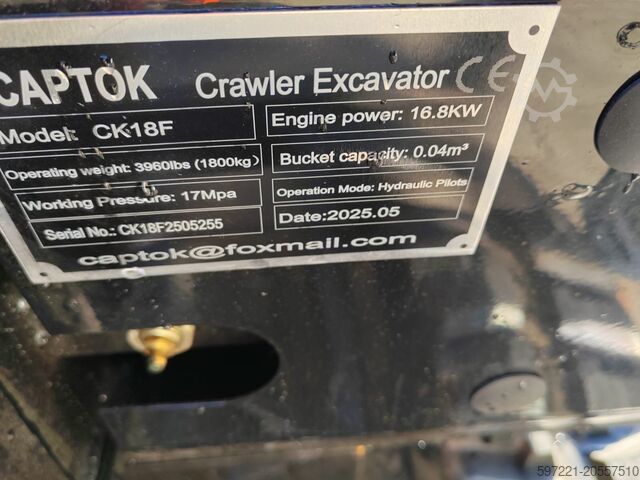 CAPTOK Crawler Excavator CE
Model: CK18F
Engine power: 16.8KW
Operating weight: 3960lbs (1800kg)
Bucket capacity: 0.04m³
Working Pressure: 17Mpa
Operation Mode: Hydraulic Pilots
Serial No.: CK18F2505255
Date:2025.05
captok@foxmail.com
597221-20557510